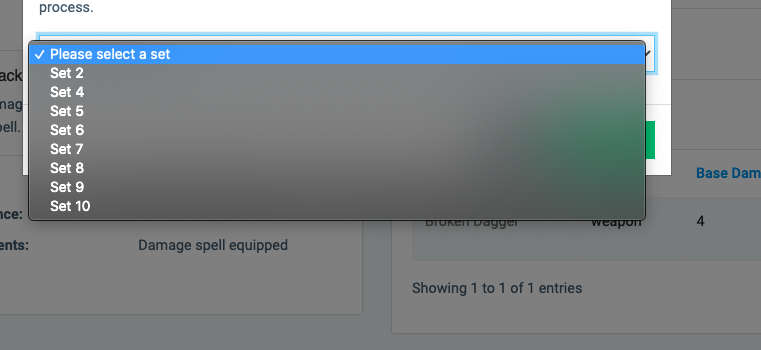 process.
✓ Please select a set
Set 2
Set 4
Set 5
Set 6
Set 7
Set 8
Set 9
Set 10
ack
mag
pell.
nce:
ents:
Damage spell equipped
Base Dam
Broken Dagger weapon 4
Showing 1 to 1 of 1 entries